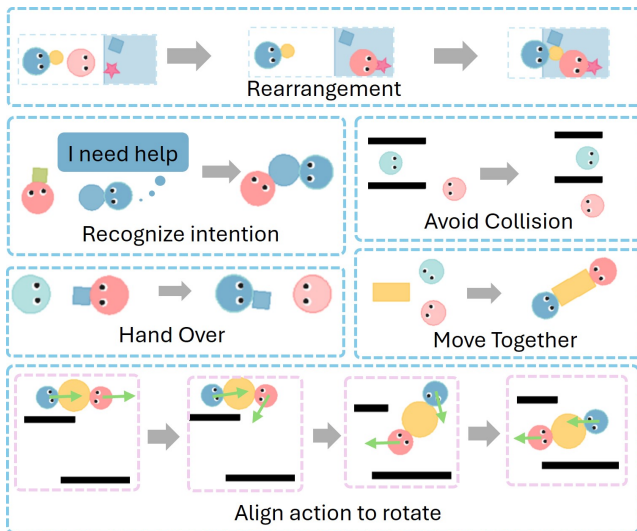 Rearrangement
I need help
Recognize intention
Avoid Collision
Hand Over
Move Together
Align action to rotate